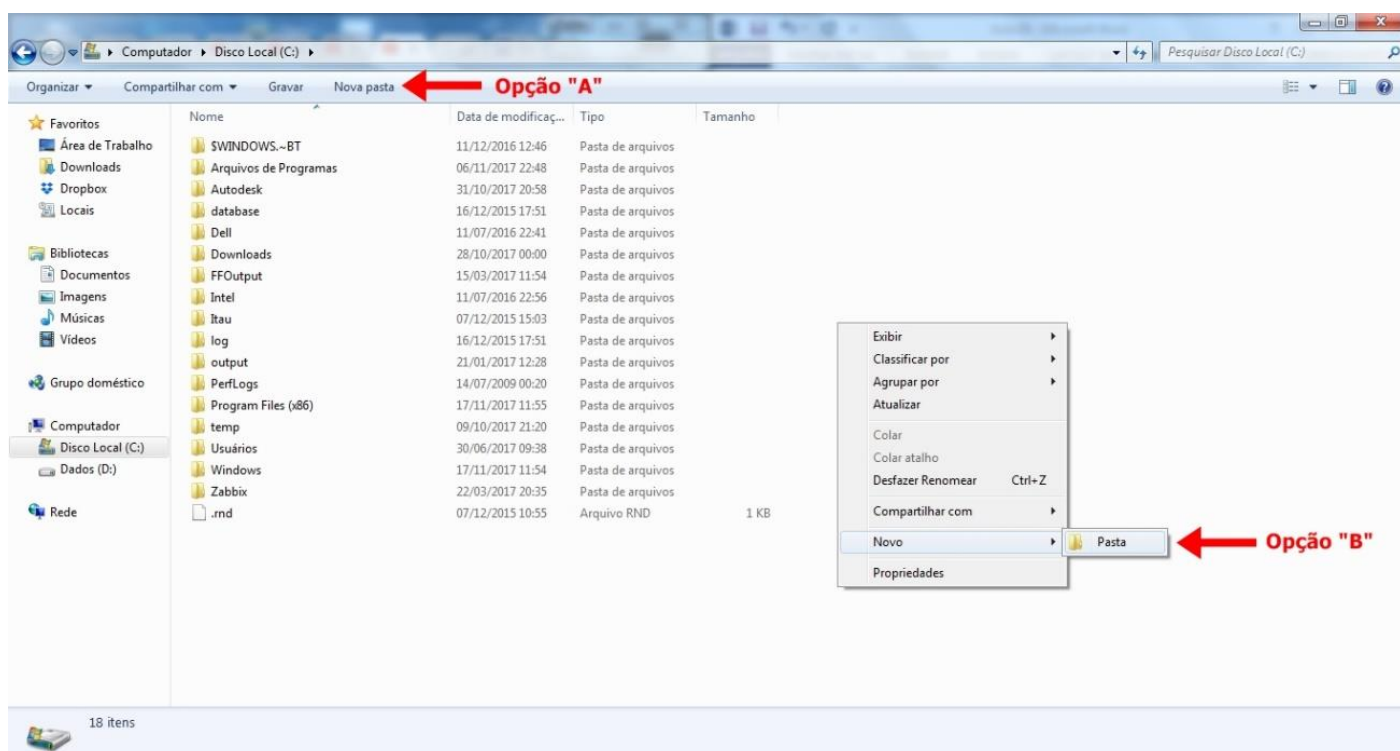 Computador Disco Local (C:)
Pesquisar Disco Local (C:)
Organizar Compartilhar com Gravar Nova pasta Opção "A"
Favoritos
Área de Trabalho
Downloads
Dropbox
Locais
Bibliotecas
Documentos
Imagens
Músicas
Vídeos
Grupo doméstico
Computador
Disco Local (C:)
Dados (D:)
Rede
Nome Data de modificaç... Tipo Tamanho
$WINDOWS.~BT 11/12/2016 12:46 Pasta de arquivos
Arquivos de Programas 06/11/2017 22:48 Pasta de arquivos
Autodesk 31/10/2017 20:58 Pasta de arquivos
database 16/12/2015 17:51 Pasta de arquivos
Dell 11/07/2016 22:41 Pasta de arquivos
Downloads 28/10/2017 00:00 Pasta de arquivos
FFOutput 15/03/2017 11:54 Pasta de arquivos
Intel 11/07/2016 22:56 Pasta de arquivos
Itau 07/12/2015 15:03 Pasta de arquivos
log 16/12/2015 17:51 Pasta de arquivos
output 21/01/2017 12:28 Pasta de arquivos
PerfLogs 14/07/2009 00:20 Pasta de arquivos
Program Files (x86) 17/11/2017 11:55 Pasta de arquivos
temp 09/10/2017 21:20 Pasta de arquivos
Usuários 30/06/2017 09:38 Pasta de arquivos
Windows 17/11/2017 11:54 Pasta de arquivos
Zabbix 22/03/2017 20:35 Pasta de arquivos
.rnd 07/12/2015 10:55 Arquivo RND 1 KB
Exibir
Classificar por
Agrupar por
Atualizar
Colar
Colar atalho
Desfazer Renomear Ctrl+Z
Compartilhar com
Novo
Pasta
Opção "B"
Propriedades
18 itens